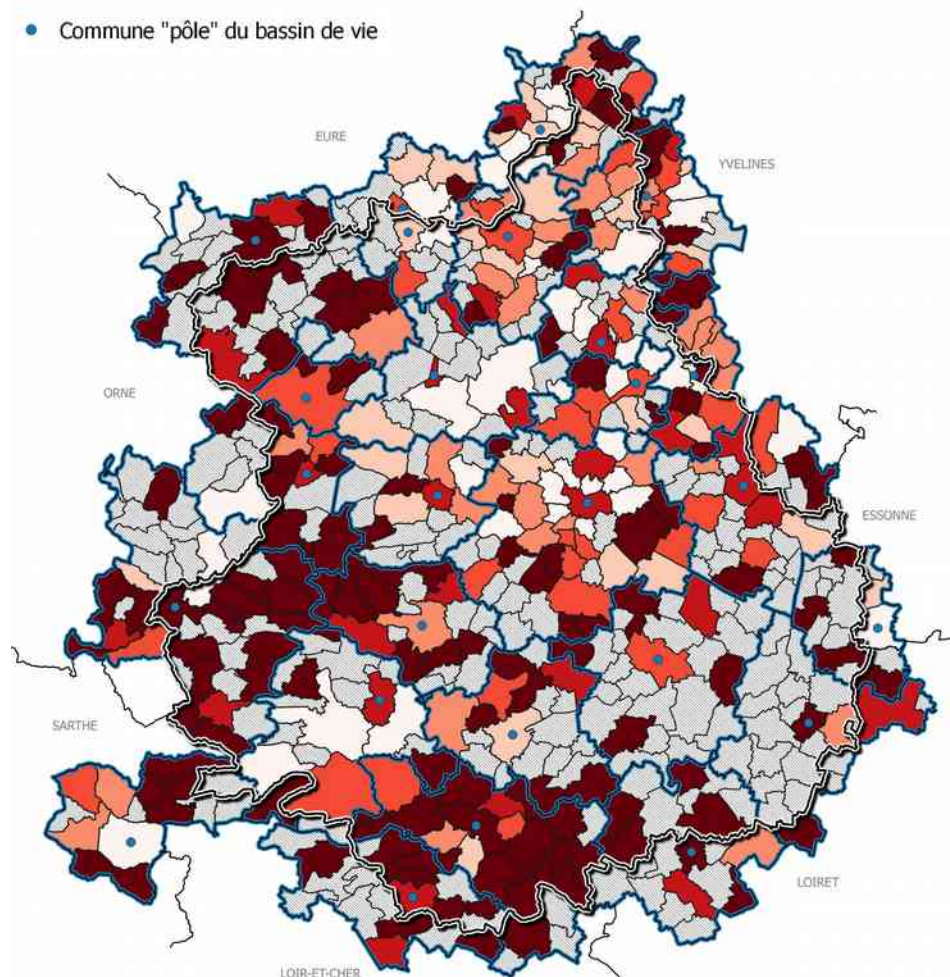 Commune "pôle" du bassin de vie
EURE
YVELINES
ORNE
ESSONNE
SARTHE
LOIRET
LOIR-ET-CHER